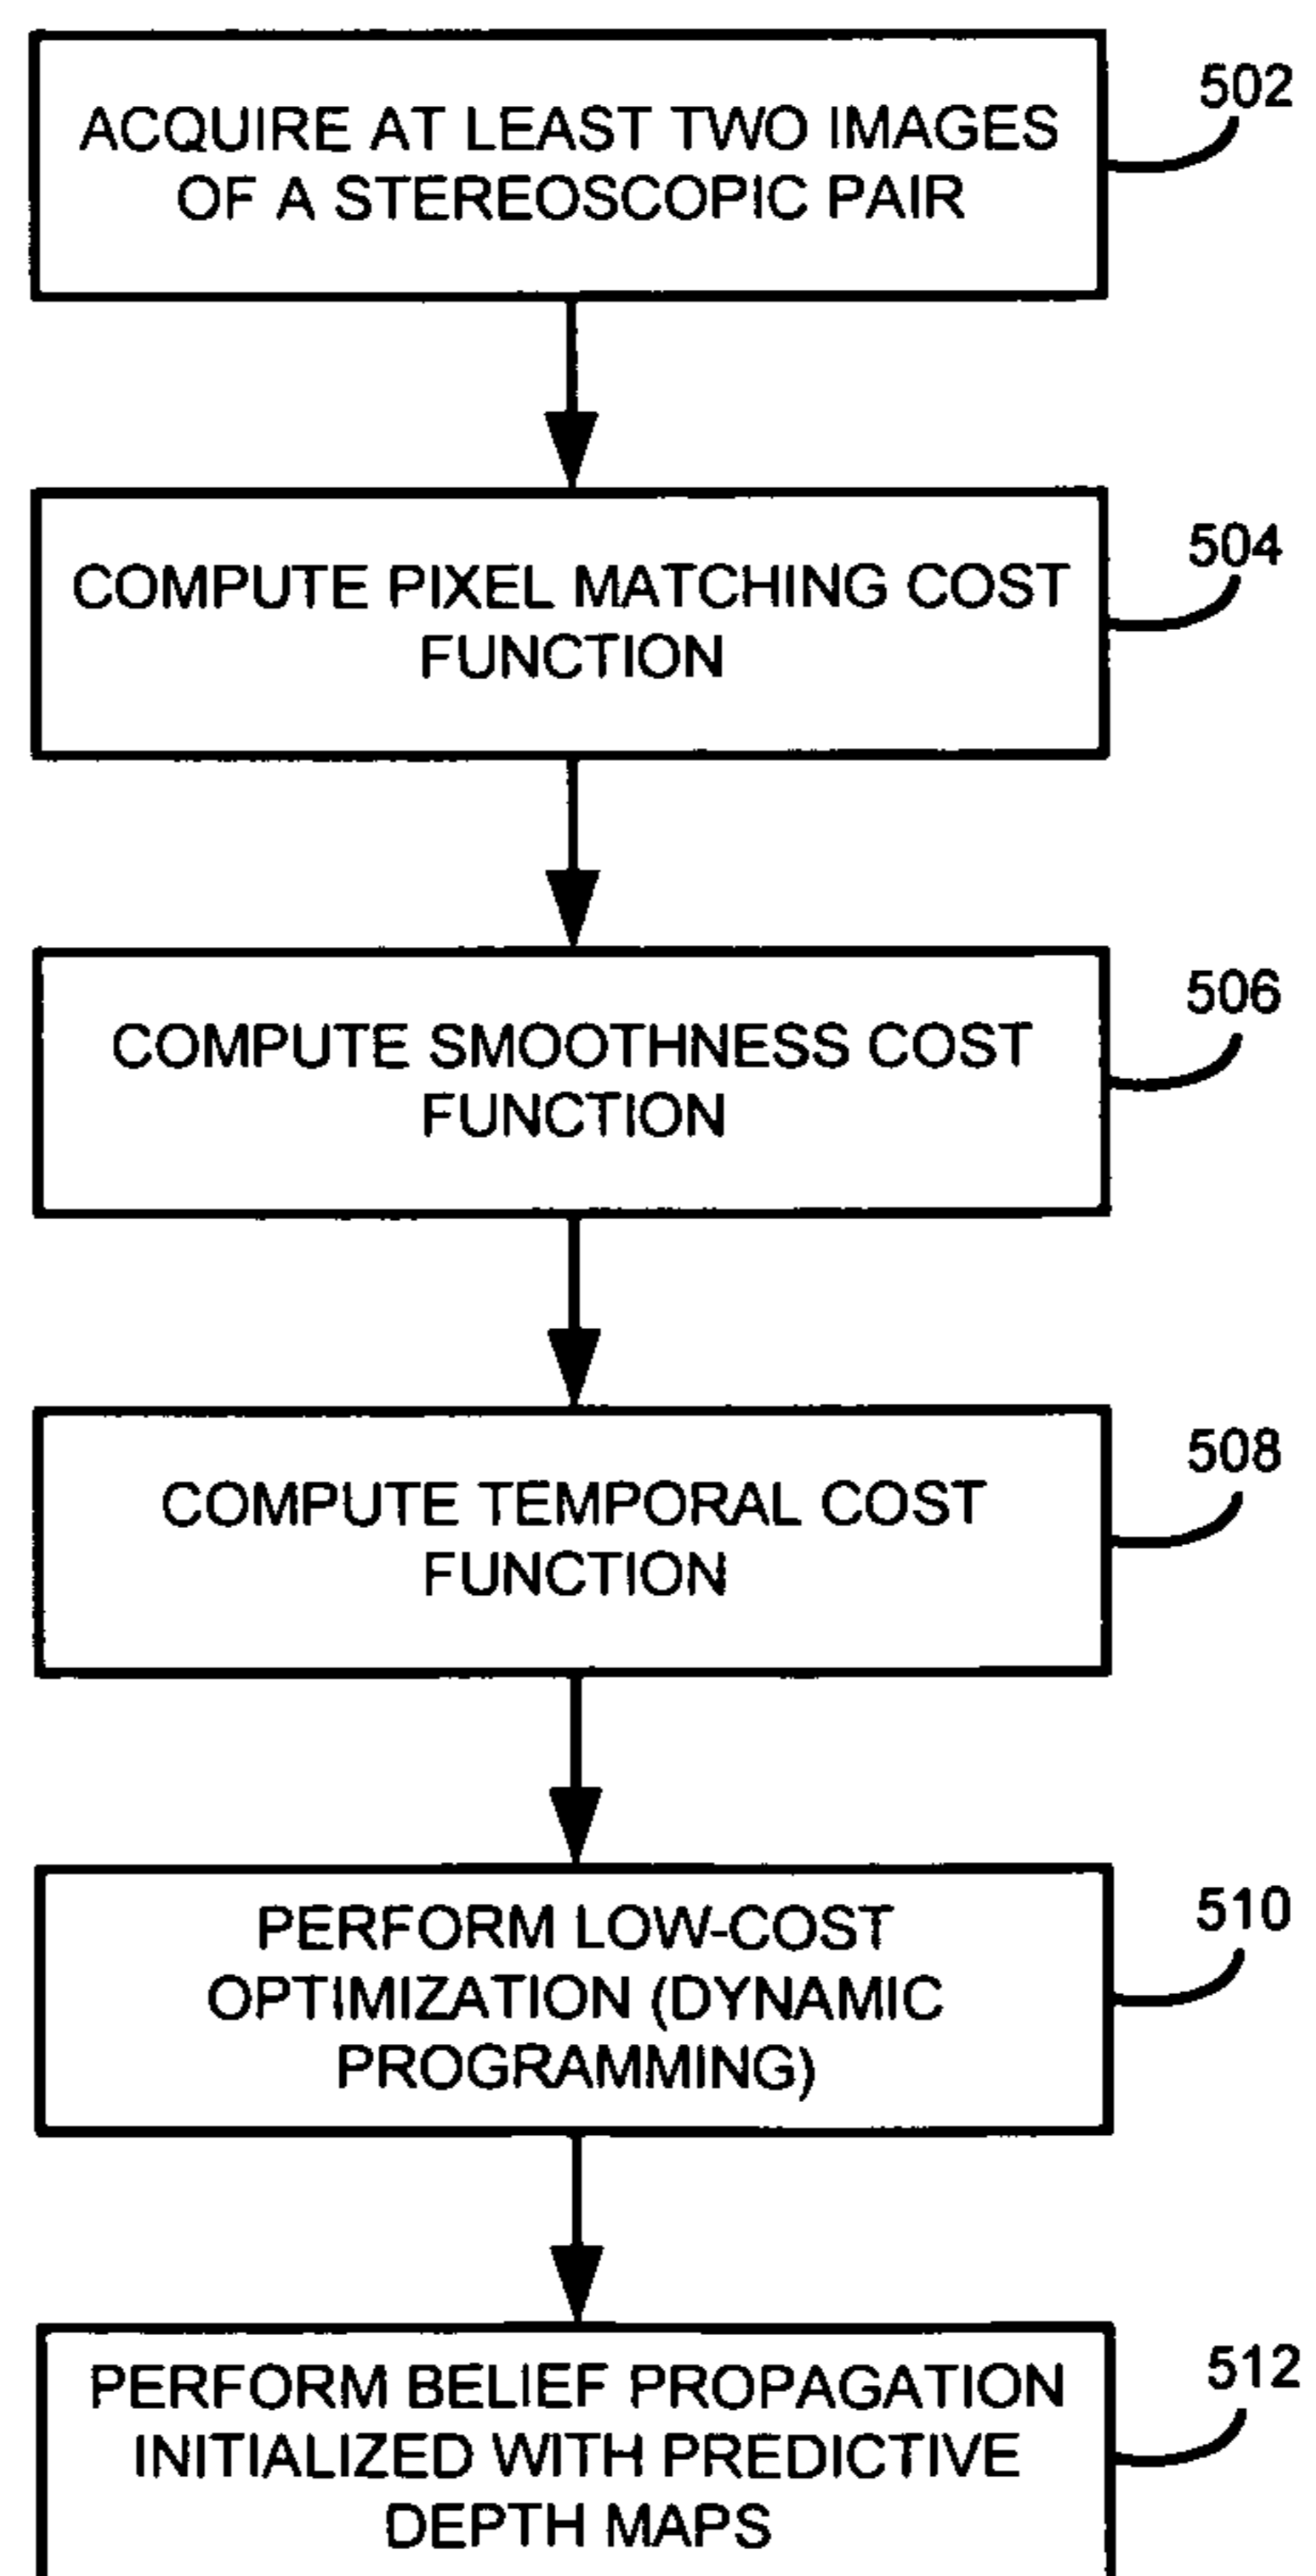 ACQUIRE AT LEAST TWO IMAGES
OF A STEREOSCOPIC PAIR
502
COMPUTE PIXEL MATCHING COST
FUNCTION
504
COMPUTE SMOOTHNESS COST
FUNCTION
506
COMPUTE TEMPORAL COST
FUNCTION
508
PERFORM LOW-COST
OPTIMIZATION (DYNAMIC
PROGRAMMING)
510
PERFORM BELIEF PROPAGATION
INITIALIZED WITH PREDICTIVE
DEPTH MAPS
512